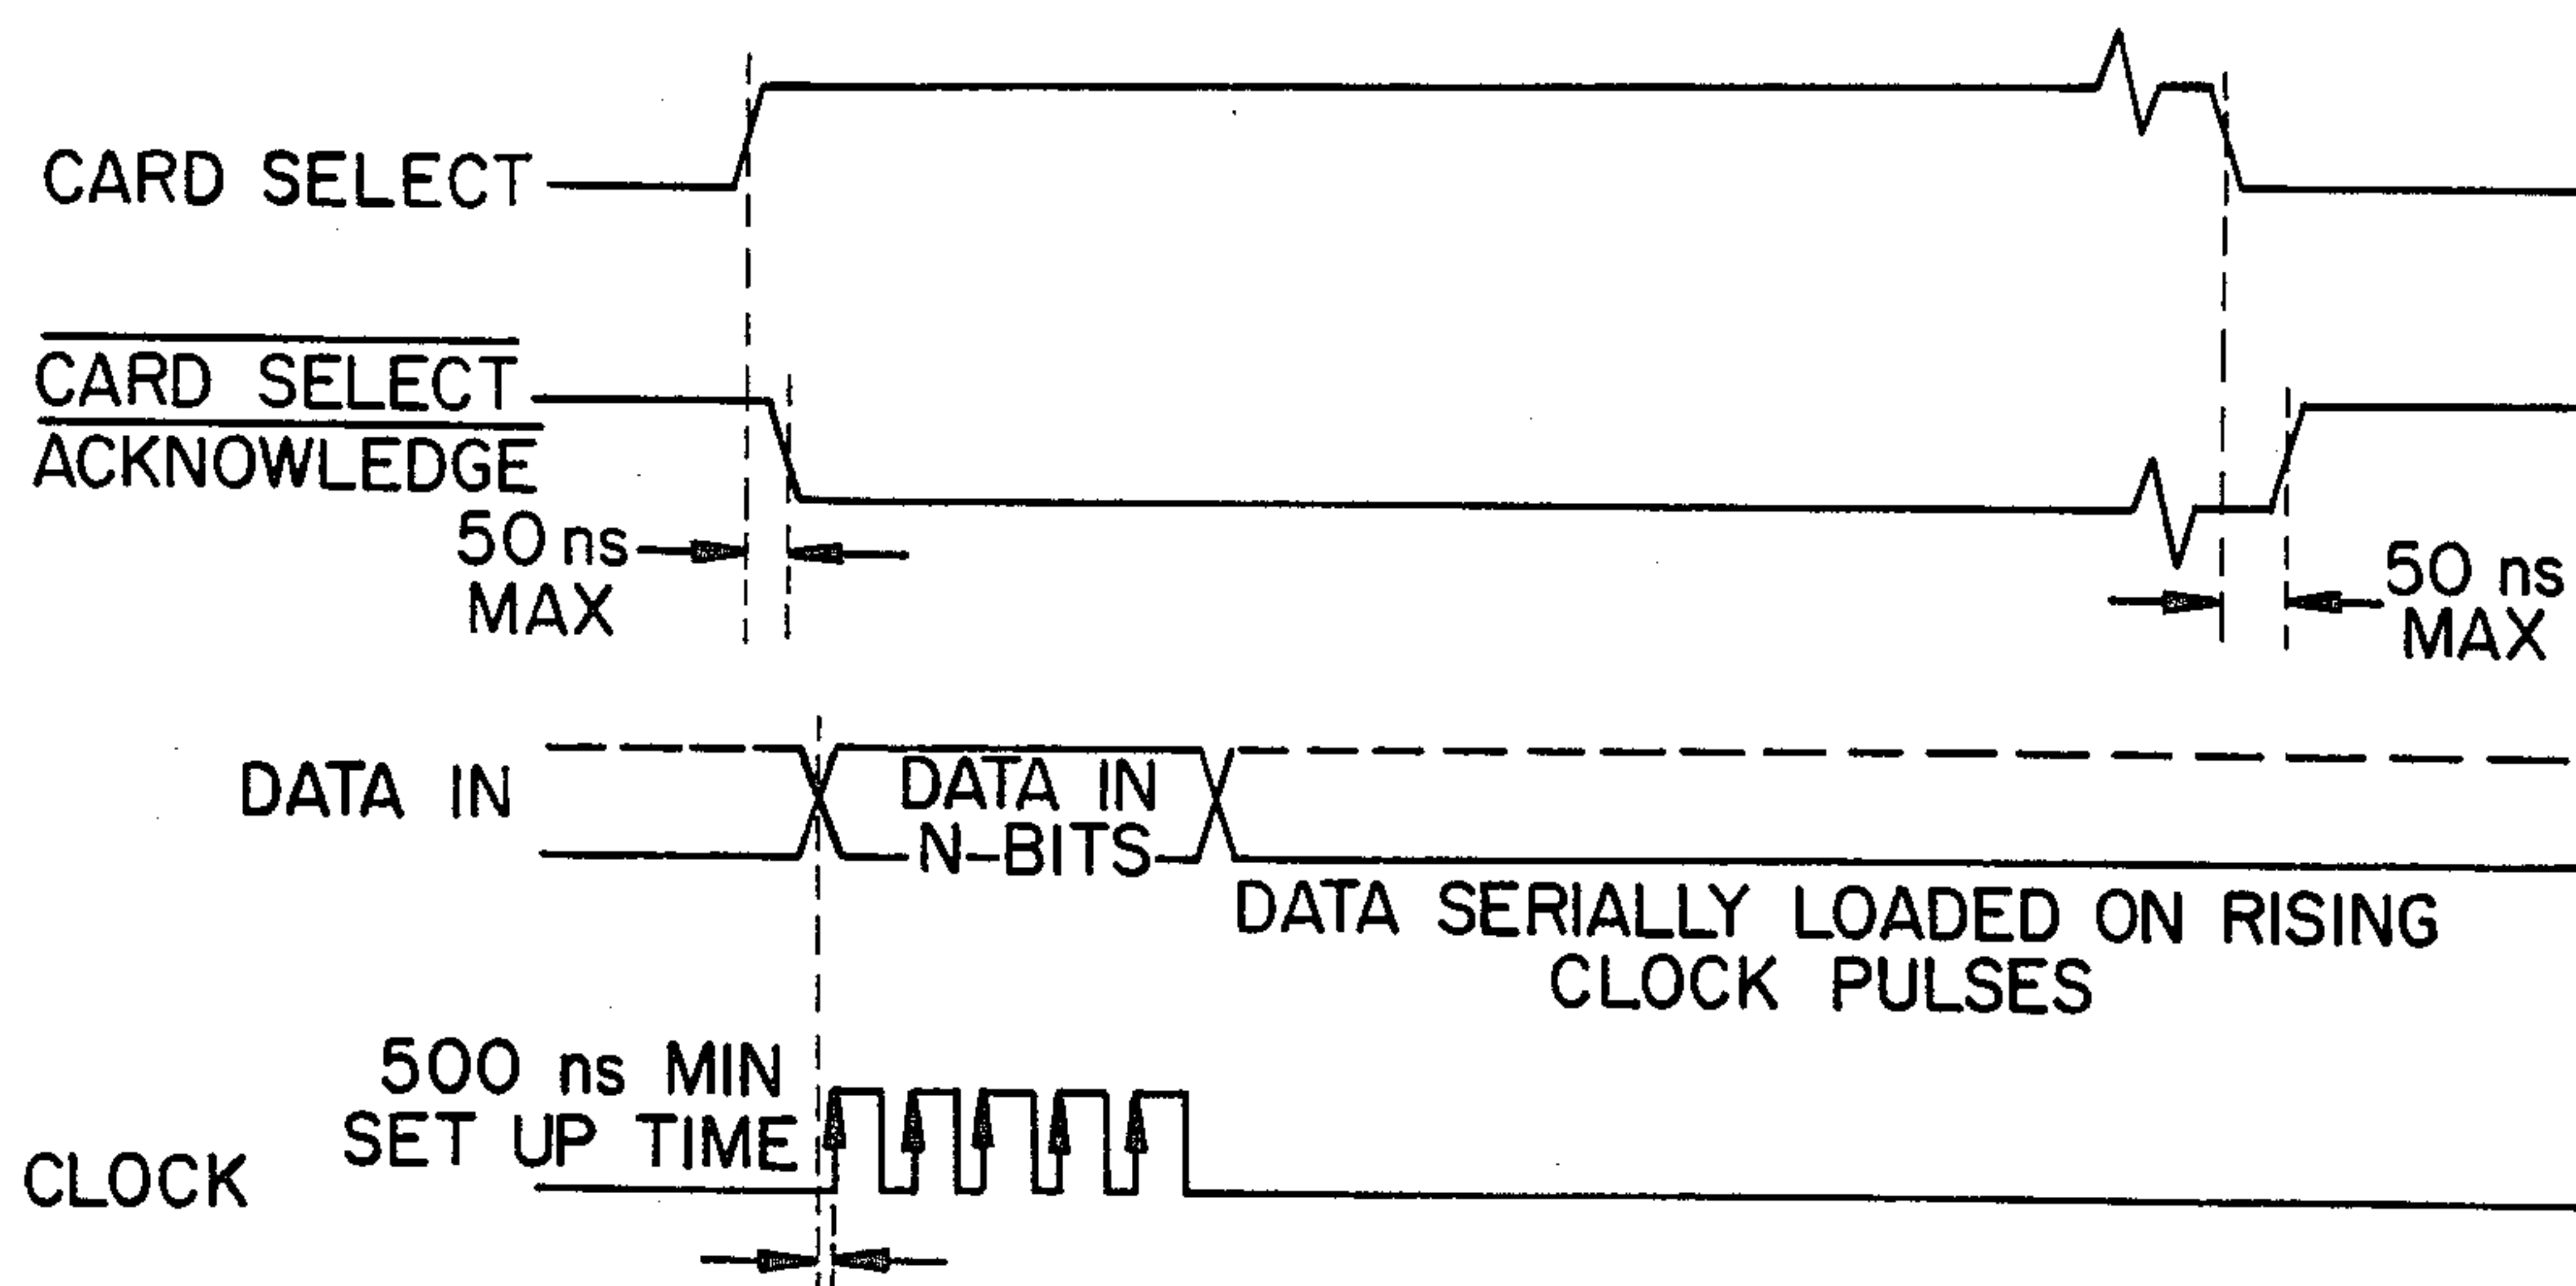 CARD SELECT
CARD SELECT
ACKNOWLEDGE
50 ns
MAX
50 ns
MAX
DATA IN
DATA IN
N-BITS
DATA SERIALLY LOADED ON RISING
CLOCK PULSES
500 ns MIN
SET UP TIME
CLOCK